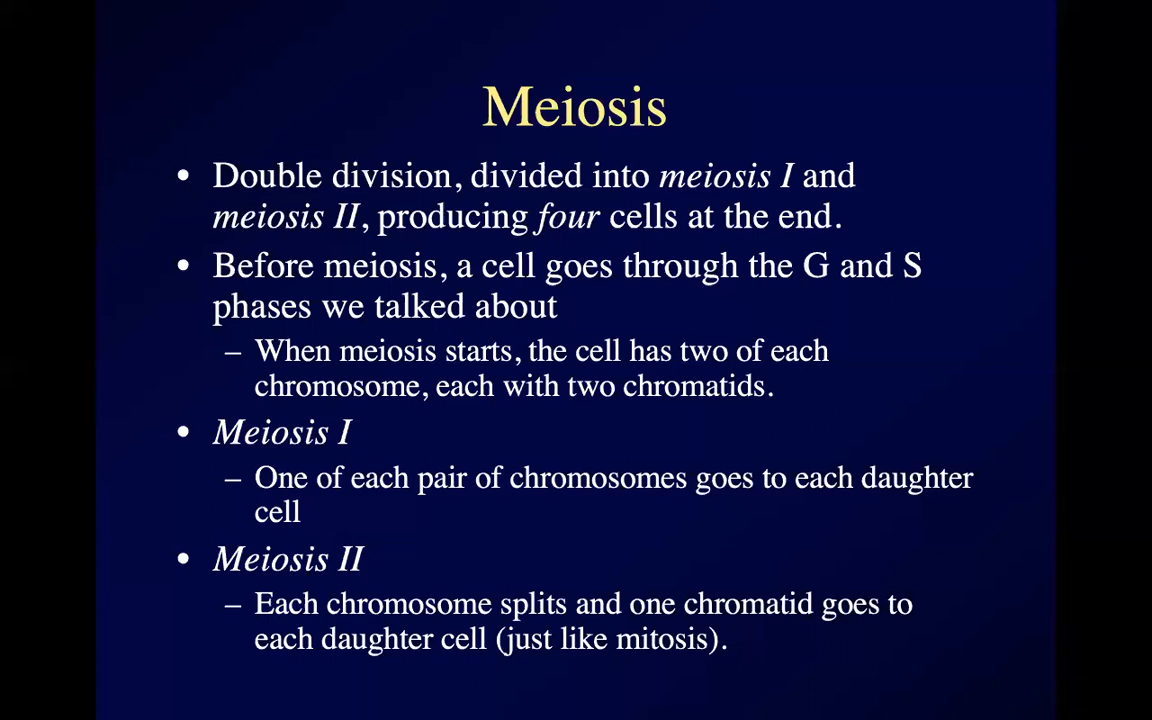 Meiosis
• Double division, divided into meiosis I and
meiosis II, producing four cells at the end.
• Before meiosis, a cell goes through the G and S
phases we talked about
– When meiosis starts, the cell has two of each
chromosome, each with two chromatids.
• Meiosis I
– One of each pair of chromosomes goes to each daughter
cell
• Meiosis II
– Each chromosome splits and one chromatid goes to
each daughter cell (just like mitosis).